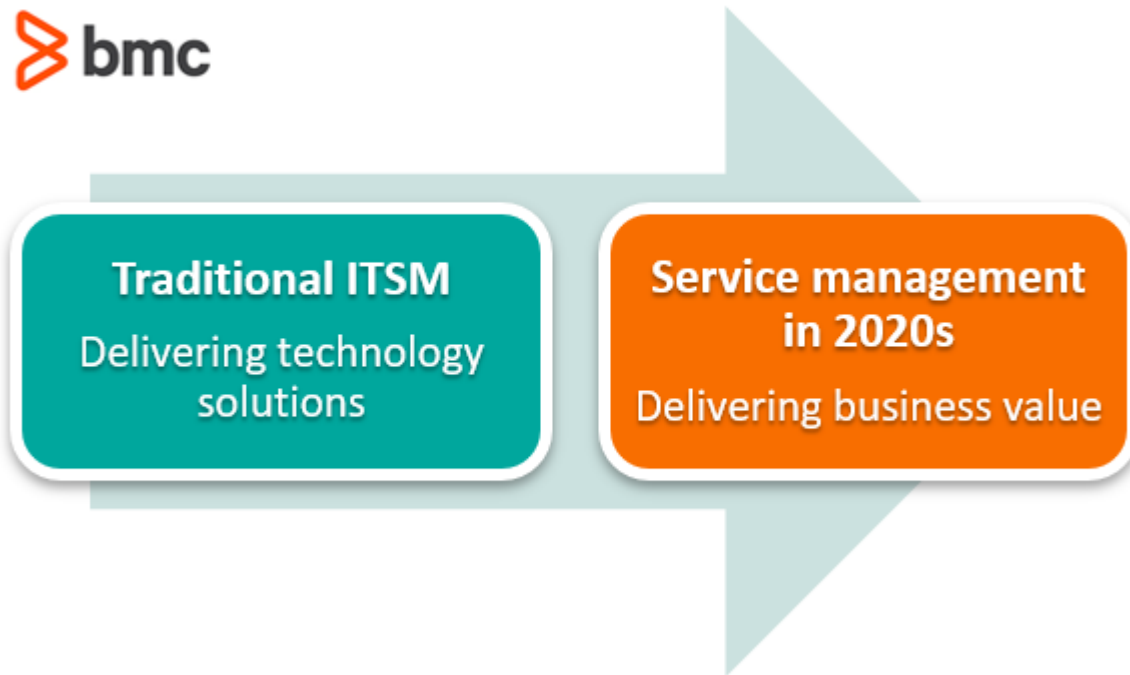 bmc
Traditional ITSM
Delivering technology
solutions
Service management
in 2020s
Delivering business value